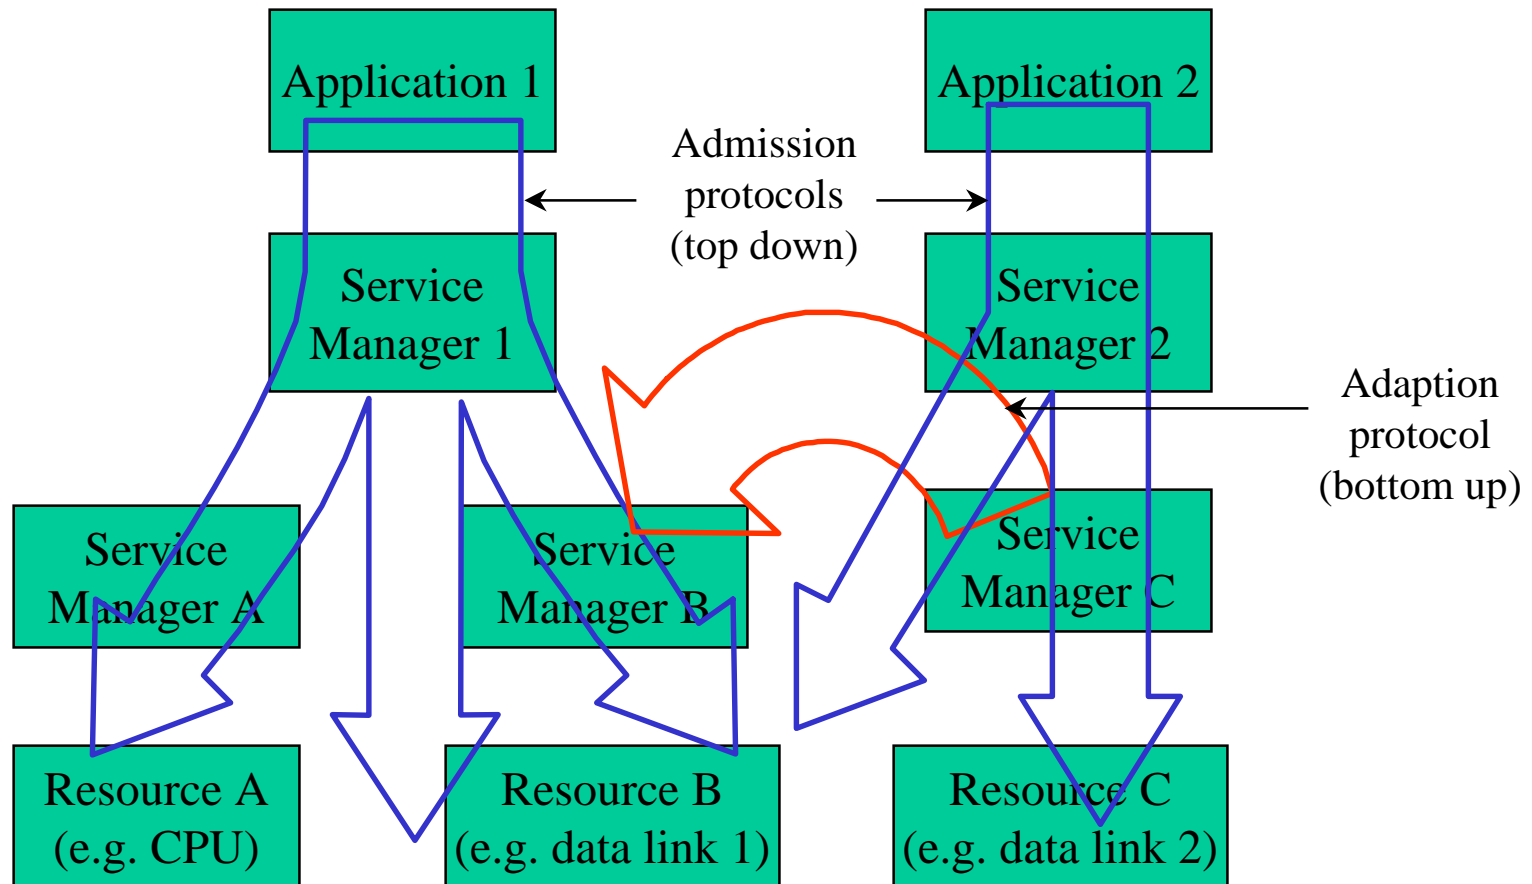 Application 1
Application 2
Admission
protocols
(top down)
Service
Manager 1
Service
Manager 2
Adaption
protocol
(bottom up)
Service
Manager A
Service
Manager B
Service
Manager C
Resource A
(e.g. CPU)
Resource B
(e.g. data link 1)
Resource C
(e.g. data link 2)